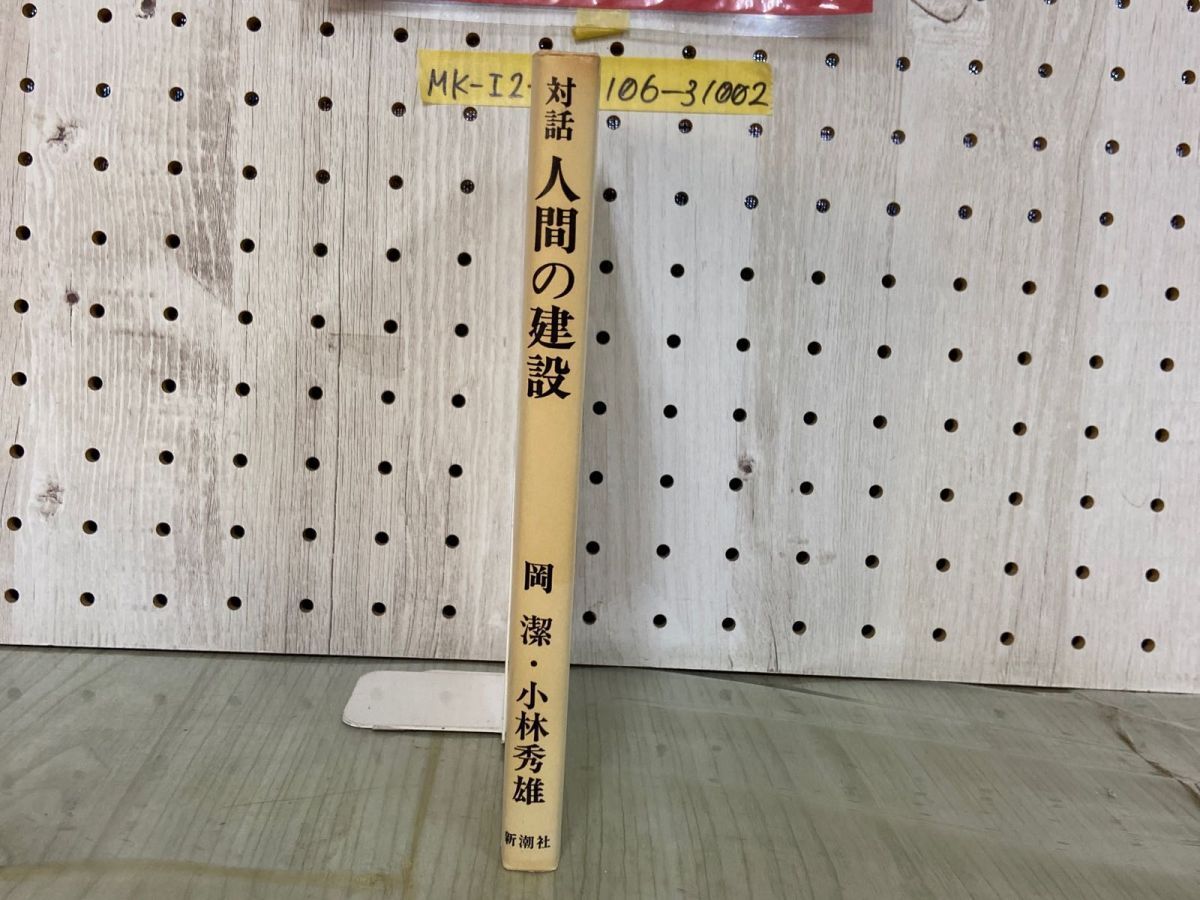 MK-I2- 106-31002
対話 人間の建設
岡 潔・小林秀雄
新潮社